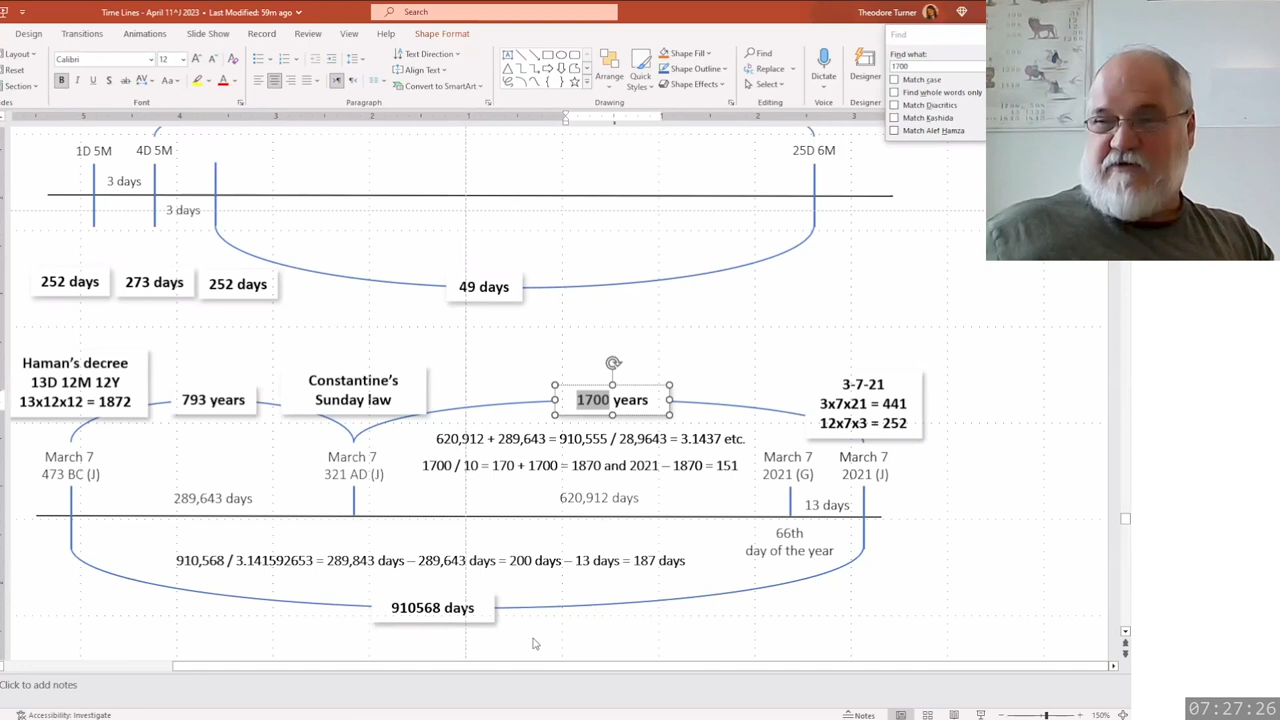 Time Lines - April 11^J 2023 • Last Modified: 59m ago
Search
Theodore Turner
Design Transitions Animations Slide Show Record Review View Help Shape Format
Layout
Reset
Section
Calibri
12
Font
Text Direction
Align Text
Convert to SmartArt
Paragraph
Arrange
Quick
Styles
Shape Fill
Shape Outline
Shape Effects
Drawing
Find
Replace
Select
Editing
Dictate
Voice
Designer
Designer
Find
Find what:
1700
Match case
Find whole words only
Match Diacritics
Match Kashida
Match Alef Hamza
5 4 3 2 1 1 2 3
1D 5M 4D 5M 25D 6M
3 days
3 days
252 days 273 days 252 days
49 days
Haman's decree
13D 12M 12Y
13x12x12 = 1872
793 years
Constantine's
Sunday law
1700 years
3-7-21
3x7x21 = 441
12x7x3 = 252
620,912 + 289,643 = 910,555 / 28,9643 = 3.1437 etc.
1700 / 10 = 170 + 1700 = 1870 and 2021 – 1870 = 151
March 7
473 BC (J)
March 7
321 AD (J)
March 7
2021 (G)
March 7
2021 (J)
289,643 days
620,912 days
13 days
66th
day of the year
910,568 / 3.141592653 = 289,843 days – 289,643 days = 200 days – 13 days = 187 days
910568 days
Click to add notes
Accessibility: Investigate
Notes
150%
07:27:26